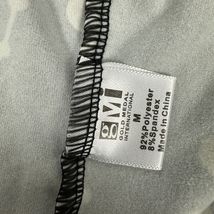 GMI
GOLD MEDAL
INTERNATIONAL
M
92%Polyester
8%Spandex
Made in China